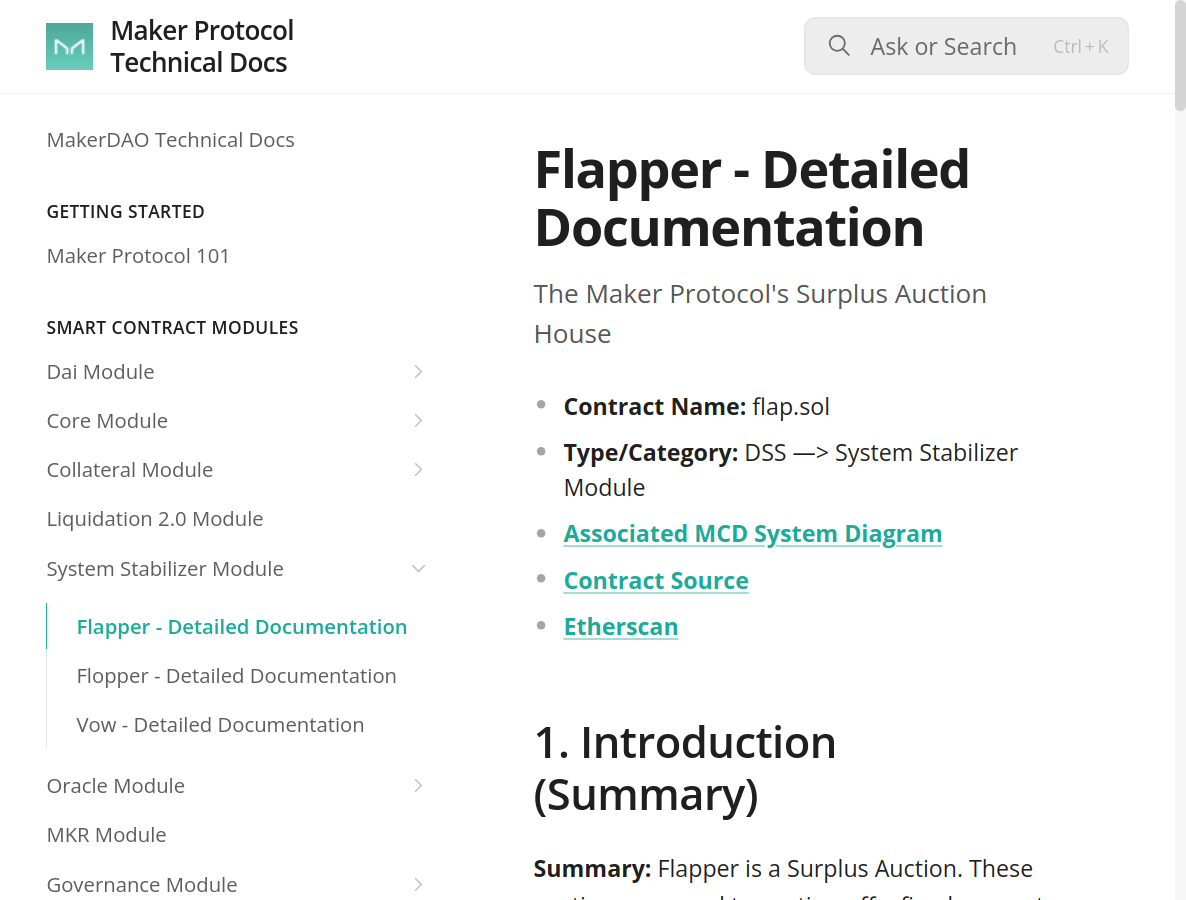 Maker Protocol
Technical Docs
Ask or Search
Ctrl + K
MakerDAO Technical Docs
GETTING STARTED
Maker Protocol 101
SMART CONTRACT MODULES
Dai Module
Core Module
Collateral Module
Liquidation 2.0 Module
System Stabilizer Module
Flapper - Detailed Documentation
Flopper - Detailed Documentation
Vow - Detailed Documentation
Oracle Module
MKR Module
Governance Module
Flapper - Detailed
Documentation
The Maker Protocol's Surplus Auction
House
Contract Name: flap.sol
Type/Category: DSS —> System Stabilizer
Module
Associated MCD System Diagram
Contract Source
Etherscan
1. Introduction
(Summary)
Summary: Flapper is a Surplus Auction. These